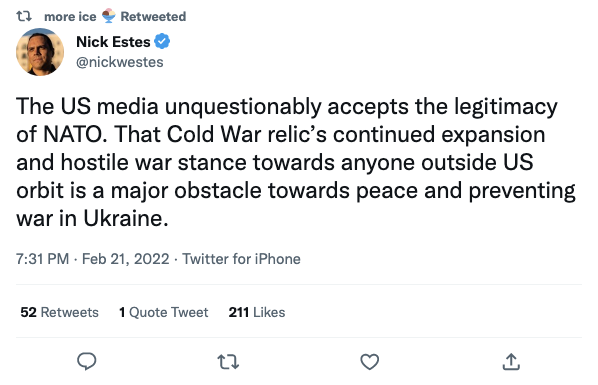 more ice 🍧 Retweeted
Nick Estes
@nickwestes
The US media unquestionably accepts the legitimacy
of NATO. That Cold War relic’s continued expansion
and hostile war stance towards anyone outside US
orbit is a major obstacle towards peace and preventing
war in Ukraine.
7:31 PM · Feb 21, 2022 · Twitter for iPhone
52 Retweets 1 Quote Tweet 211 Likes